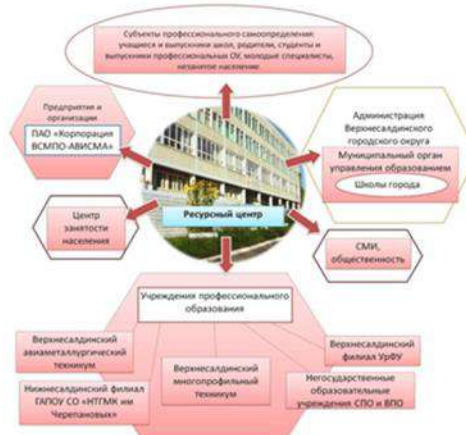 Субъекты профессионального самоопределения:
учащиеся и выпускники школ, родители, студенты и
выпускники профессиональных ОУ, молодые специалисты,
незанятое население.
Предприятия и
организации
ПАО «Корпорация
ВСМПО-АВИСМА»
Администрация
Верхнесалдинского
городского округа
Муниципальный орган
управления образованием
Школы города
Центр
занятости
населения
Ресурсный центр
СМИ,
общественность
Учреждения профессионального
образования
Верхнесалдинский
авиаметаллургический
техникум
Верхнесалдинский
филиал УрФУ
Верхнесалдинский
многопрофильный
техникум
Нижнесалдинский филиал
ГАПОУ СО «НТГМК им
Черепановых»
Негосударственные
образовательные
учреждения СПО и ВПО